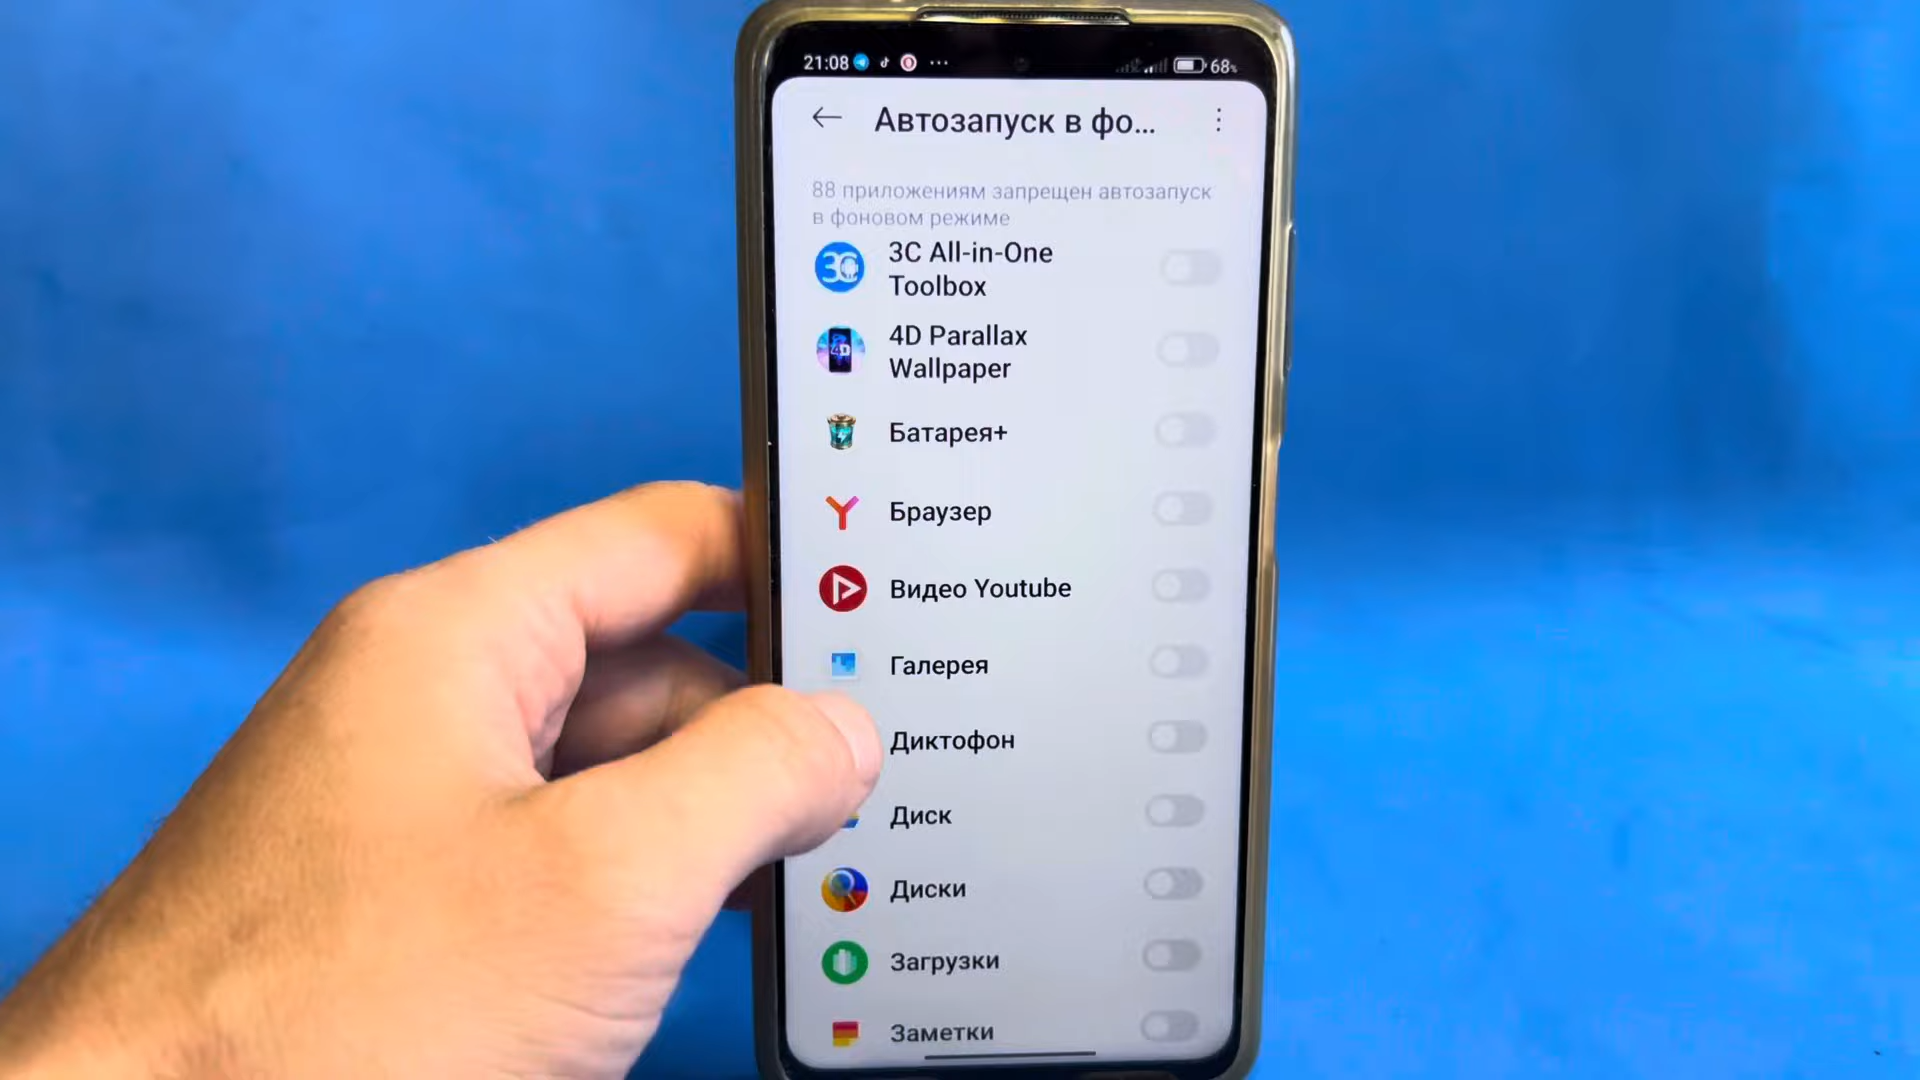 21:08
68%
Автозапуск в фо...
88 приложениям запрещен автозапуск
в фоновом режиме
3C All-in-One
Toolbox
4D Parallax
Wallpaper
Батарея+
Браузер
Видео Youtube
Галерея
Диктофон
Диск
Диски
Загрузки
Заметки